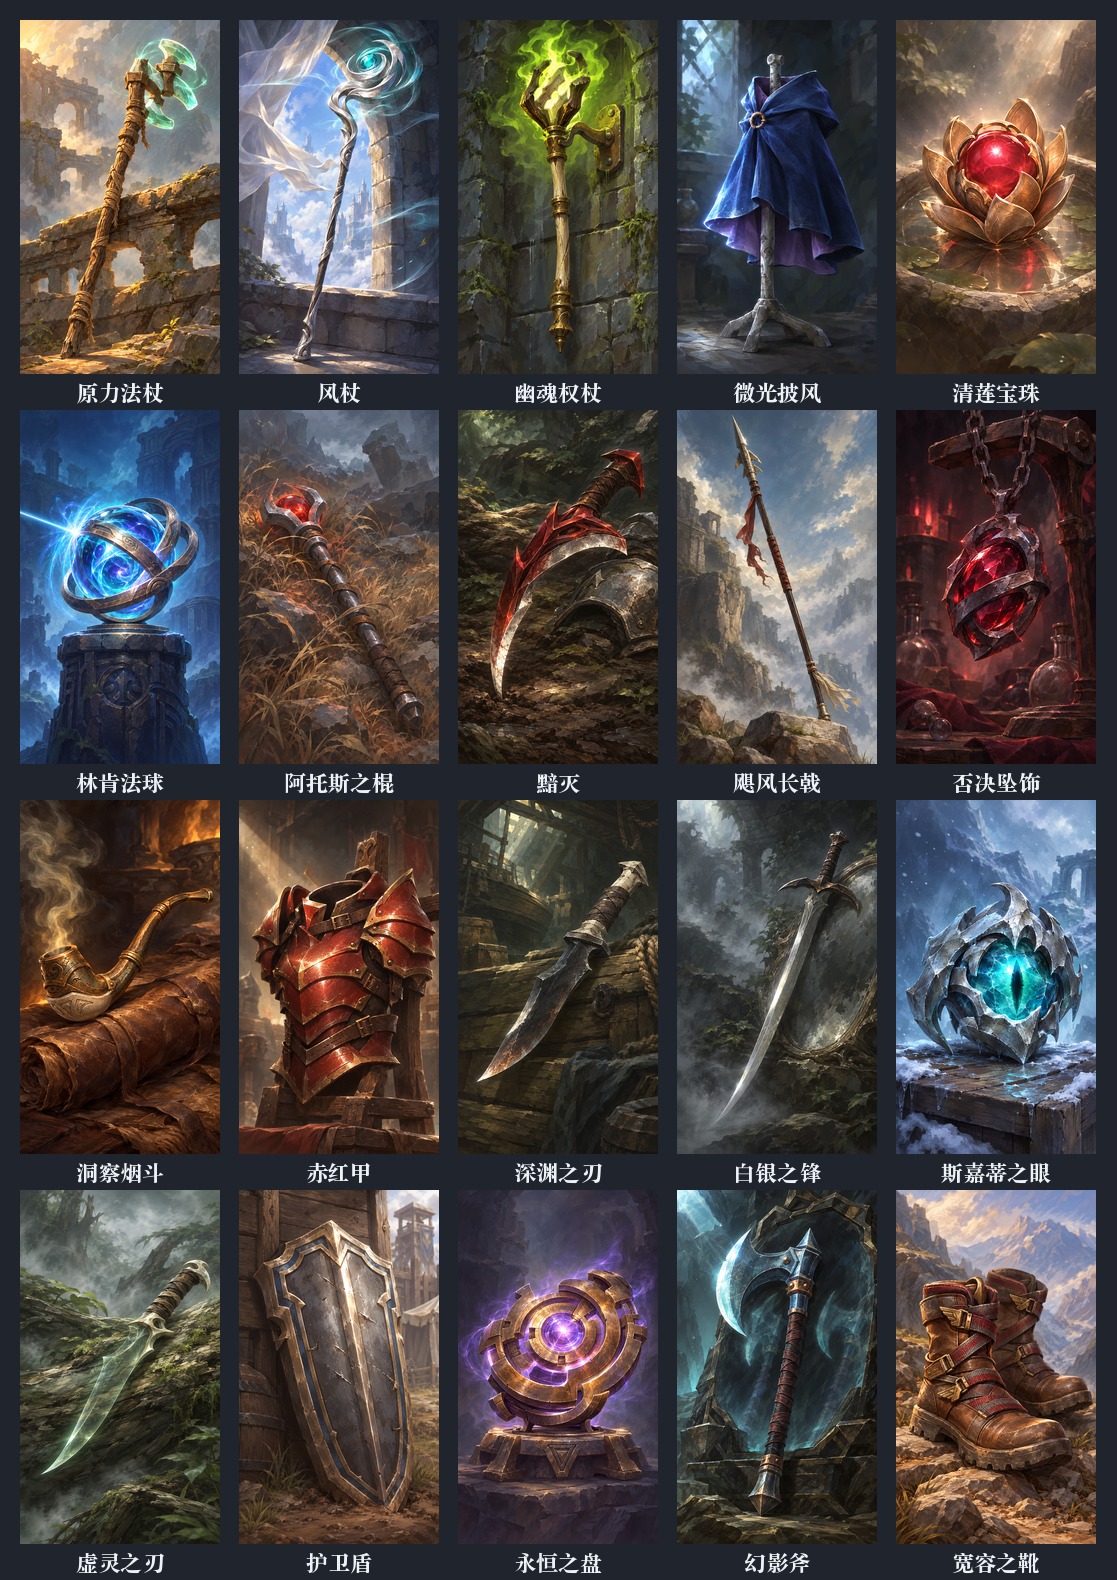 原力法杖
风杖
幽魂权杖
微光披风
清莲宝珠
林肯法球
阿托斯之棍
黯灭
飓风长戟
否决坠饰
洞察烟斗
赤红甲
深渊之刃
白银之锋
斯嘉蒂之眼
虚灵之刃
护卫盾
永恒之盘
幻影斧
宽容之靴